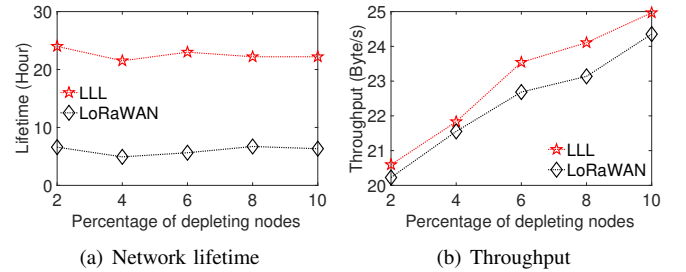 30
20
10
0
Lifetime (Hour)
LLL
LoRaWAN
2 4 6 8 10
Percentage of depleting nodes
(a) Network lifetime
25
24
23
22
21
20
Throughput (Byte/s)
LLL
LoRaWAN
2 4 6 8 10
Percentage of depleting nodes
(b) Throughput